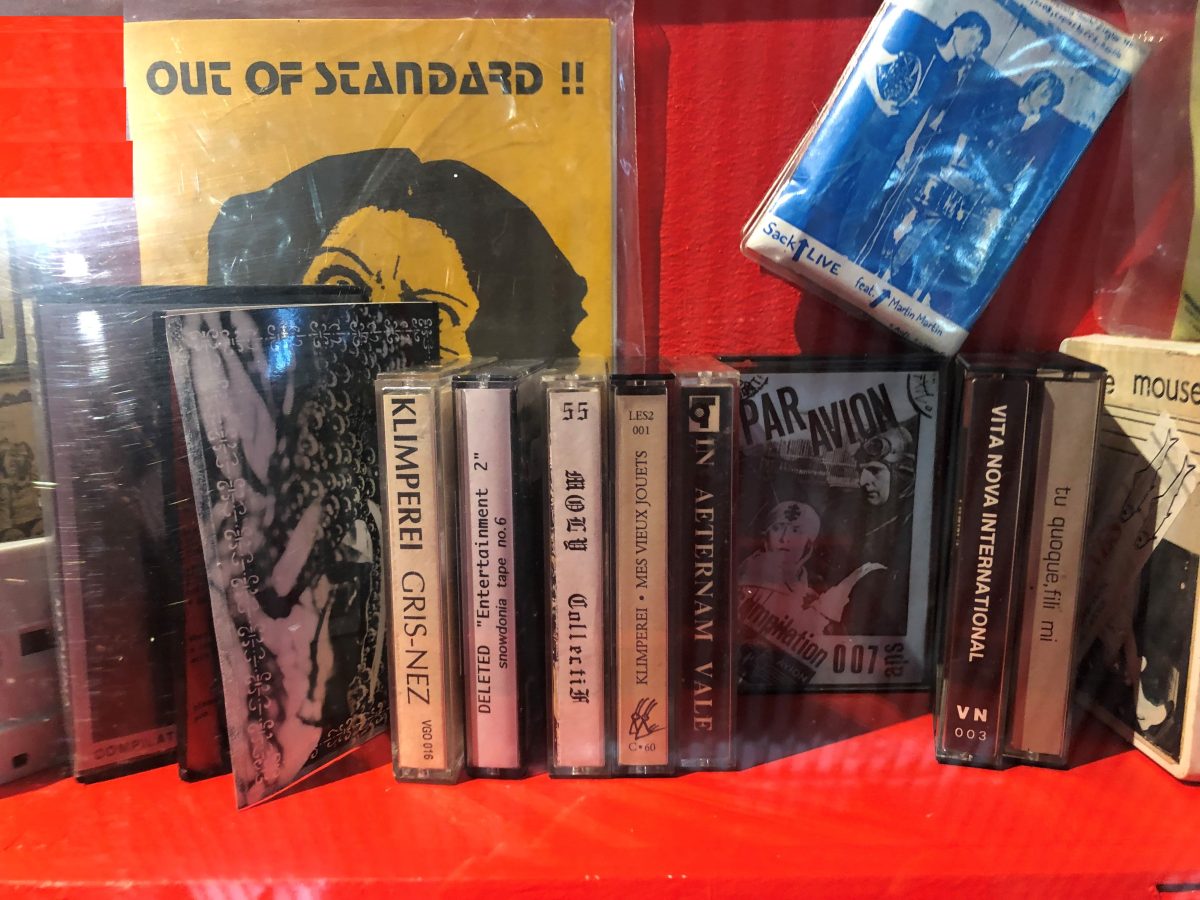 OUT OF STANDARD !!
Sack LIVE
feat. Martin Martin
KLIMPEREI GRIS-NEZ VGO 016
DELETED "Entertainment 2"
snowdonia tape no.6
55 MOLY CollectiF
LES2
001
KLIMPEREI • MES VIEUX JOUETS
C•60
IN AETERNAM VALE
PAR AVION
compilation 007
AVION
VITA NOVA INTERNATIONAL
VN
003
tu quoque, fili mi
mouse